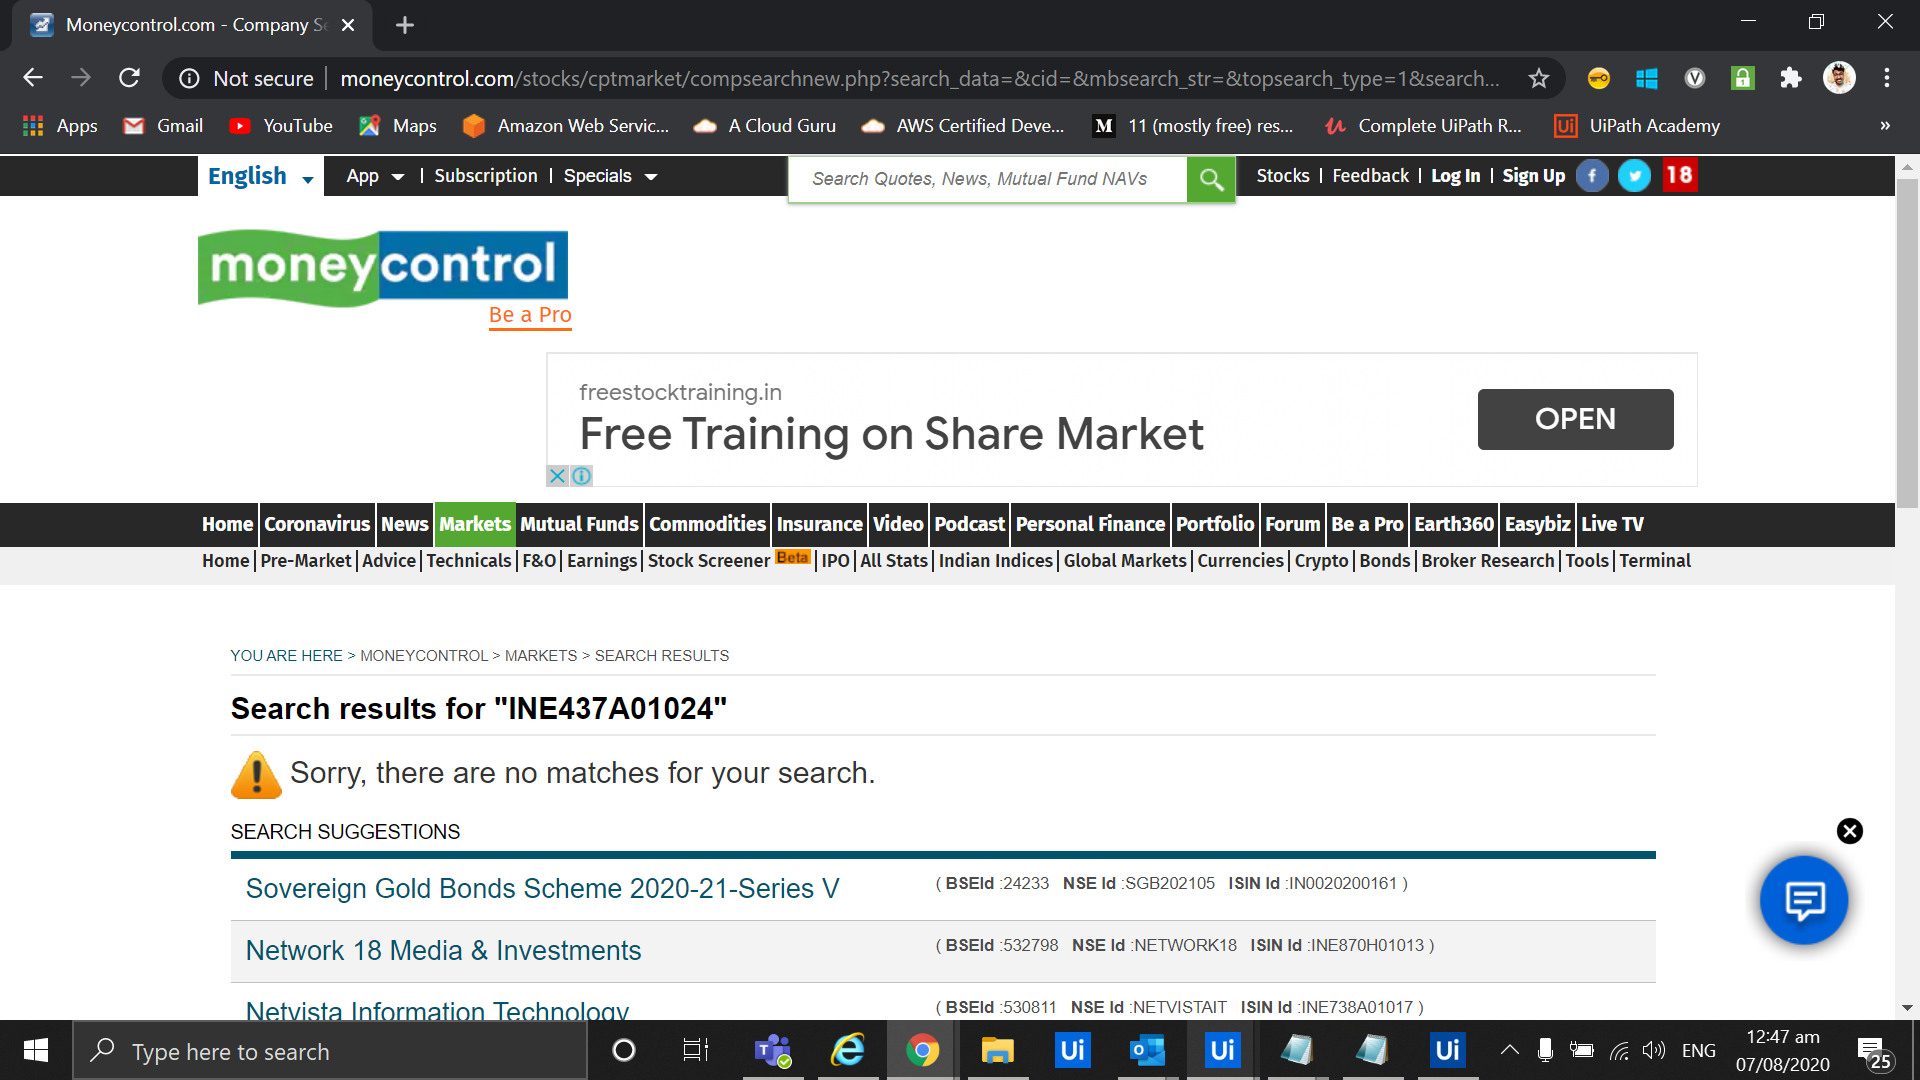 Moneycontrol.com - Company Se
Not secure
moneycontrol.com/stocks/cptmarket/compsearchnew.php?search_data=&cid=&mbsearch_str=&topsearch_type=1&search...
Apps
Gmail
YouTube
Maps
Amazon Web Servic...
A Cloud Guru
AWS Certified Deve...
M
11 (mostly free) res...
Complete UiPath R...
Ui
UiPath Academy
»
English
App
Subscription
Specials
Search Quotes, News, Mutual Fund NAVs
Stocks
Feedback
Log In
Sign Up
18
moneycontrol
Be a Pro
freestocktraining.in
Free Training on Share Market
OPEN
Home
Coronavirus
News
Markets
Mutual Funds
Commodities
Insurance
Video
Podcast
Personal Finance
Portfolio
Forum
Be a Pro
Earth360
Easybiz
Live TV
Home
Pre-Market
Advice
Technicals
F&O
Earnings
Stock Screener
Beta
IPO
All Stats
Indian Indices
Global Markets
Currencies
Crypto
Bonds
Broker Research
Tools
Terminal
YOU ARE HERE > MONEYCONTROL > MARKETS > SEARCH RESULTS
Search results for "INE437A01024"
Sorry, there are no matches for your search.
SEARCH SUGGESTIONS
Sovereign Gold Bonds Scheme 2020-21-Series V
( BSEId :24233 NSE Id :SGB202105 ISIN Id :IN0020200161 )
Network 18 Media & Investments
( BSEId :532798 NSE Id :NETWORK18 ISIN Id :INE870H01013 )
Netvista Information Technology
( BSEId :530811 NSE Id :NETVISTAIT ISIN Id :INE738A01017 )
Type here to search
Ui
Ui
Ui
ENG
12:47 am
07/08/2020
25